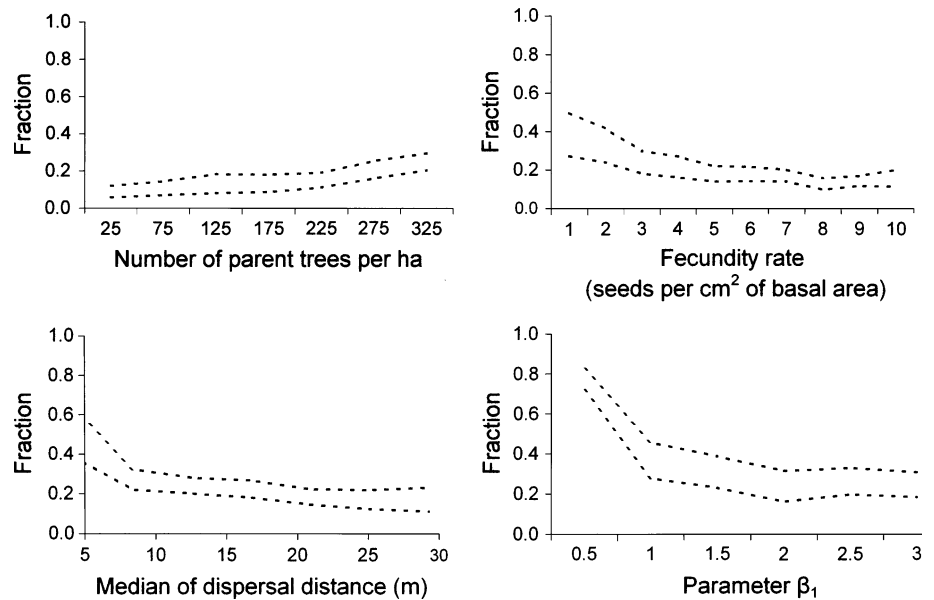 Fraction
1.0
0.8
0.6
0.4
0.2
0.0
25 75 125 175 225 275 325
Number of parent trees per ha
Fraction
1.0
0.8
0.6
0.4
0.2
0.0
1 2 3 4 5 6 7 8 9 10
Fecundity rate
(seeds per cm² of basal area)
Fraction
1.0
0.8
0.6
0.4
0.2
0.0
5 10 15 20 25 30
Median of dispersal distance (m)
Fraction
1.0
0.8
0.6
0.4
0.2
0.0
0.5 1 1.5 2 2.5 3
Parameter β₁